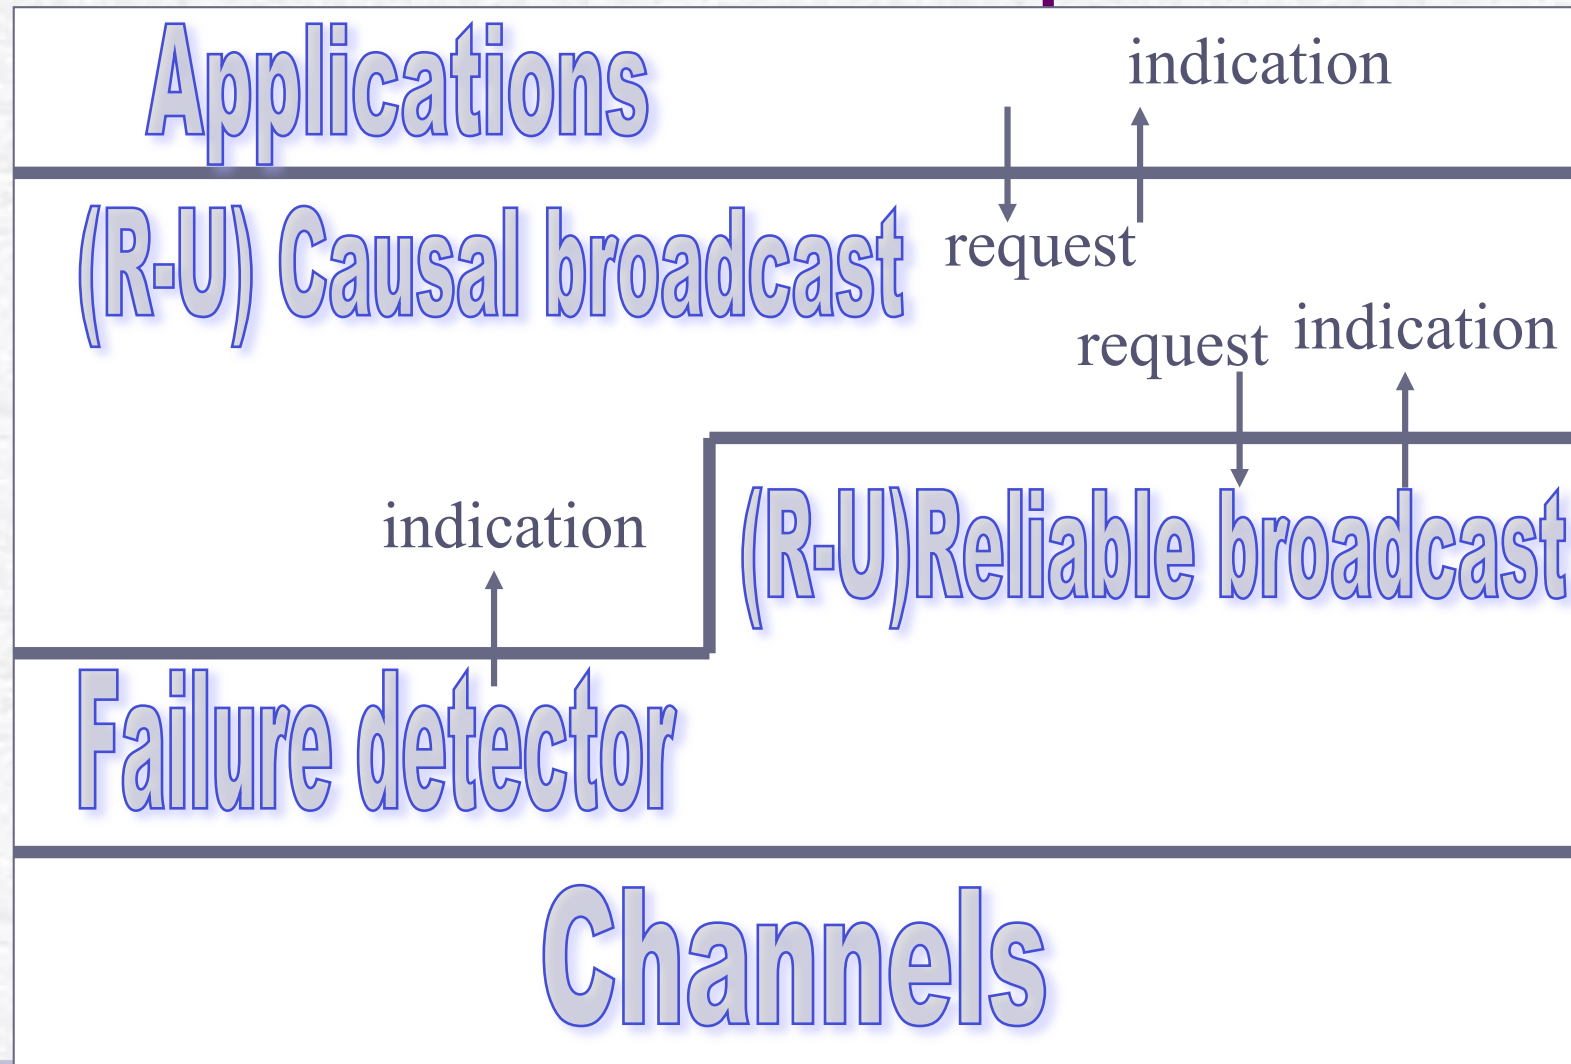 Applications
indication
(R-U) Causal broadcast
request
request
indication
indication
(R-U)Reliable broadcast
Failure detector
Channels